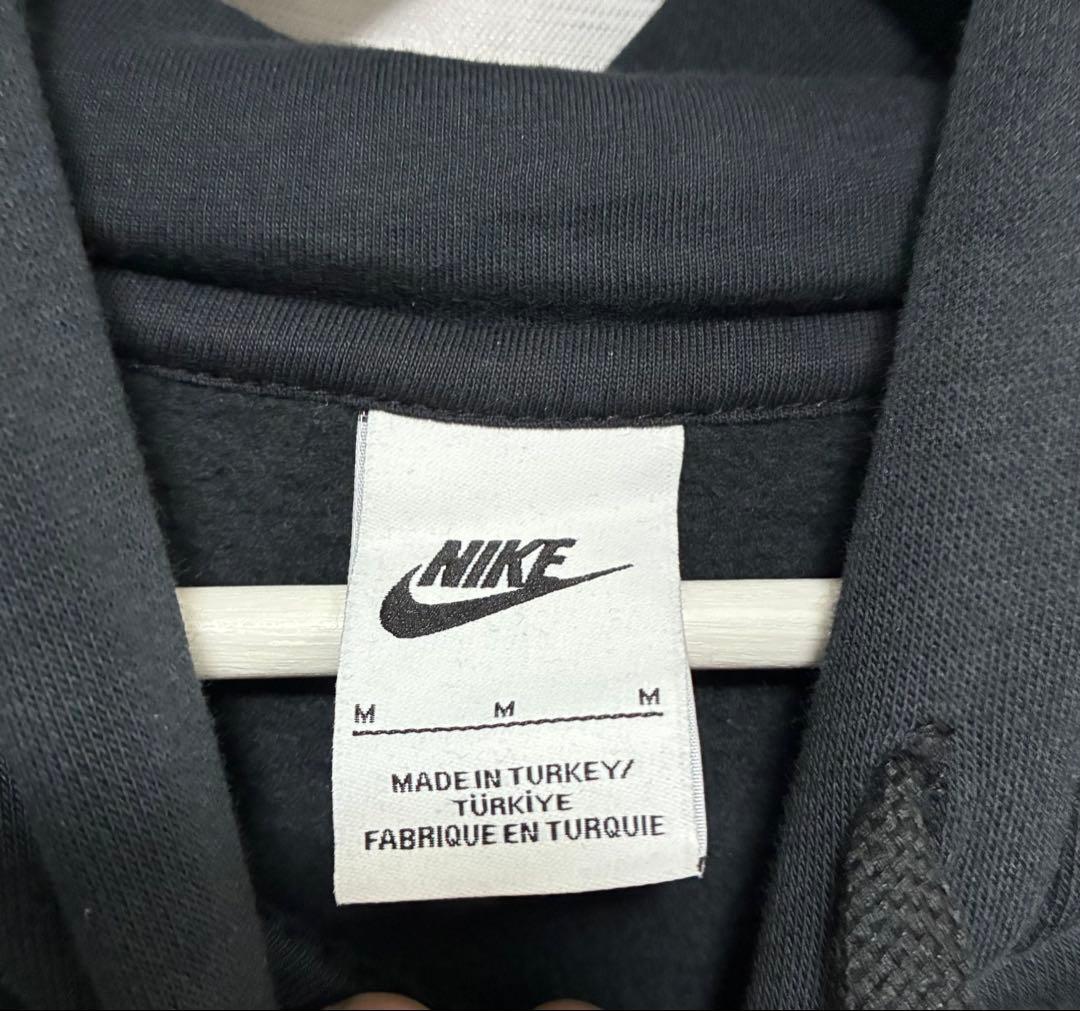 NIKE
M M M
MADE IN TURKEY/
TÜRKİYE
FABRIQUE EN TURQUIE